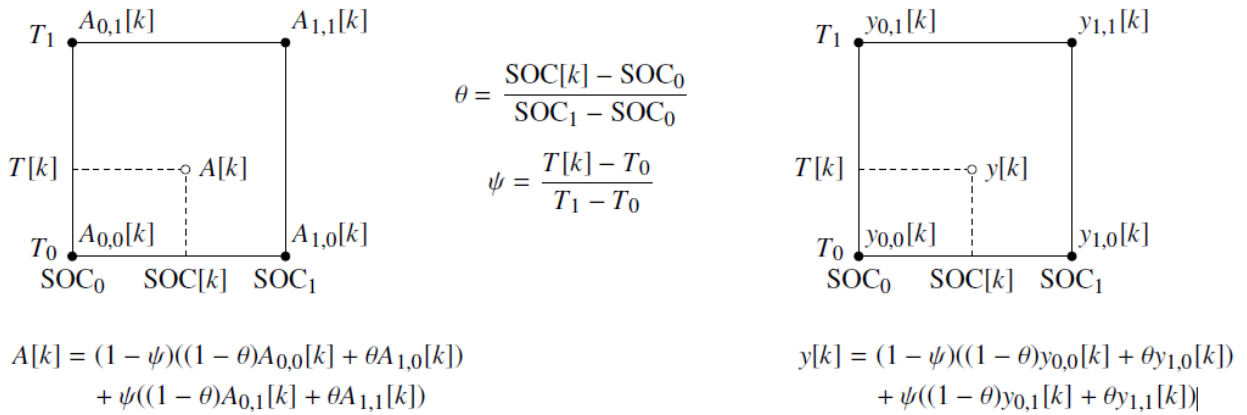 T₁ A₀,₁[k] A₁,₁[k]
T[k] A[k]
T₀ A₀,₀[k] A₁,₀[k]
SOC₀ SOC[k] SOC₁
θ = (SOC[k] − SOC₀) / (SOC₁ − SOC₀)
ψ = (T[k] − T₀) / (T₁ − T₀)
T₁ y₀,₁[k] y₁,₁[k]
T[k] y[k]
T₀ y₀,₀[k] y₁,₀[k]
SOC₀ SOC[k] SOC₁
A[k] = (1 − ψ)((1 − θ)A₀,₀[k] + θA₁,₀[k])
+ ψ((1 − θ)A₀,₁[k] + θA₁,₁[k])
y[k] = (1 − ψ)((1 − θ)y₀,₀[k] + θy₁,₀[k])
+ ψ((1 − θ)y₀,₁[k] + θy₁,₁[k])